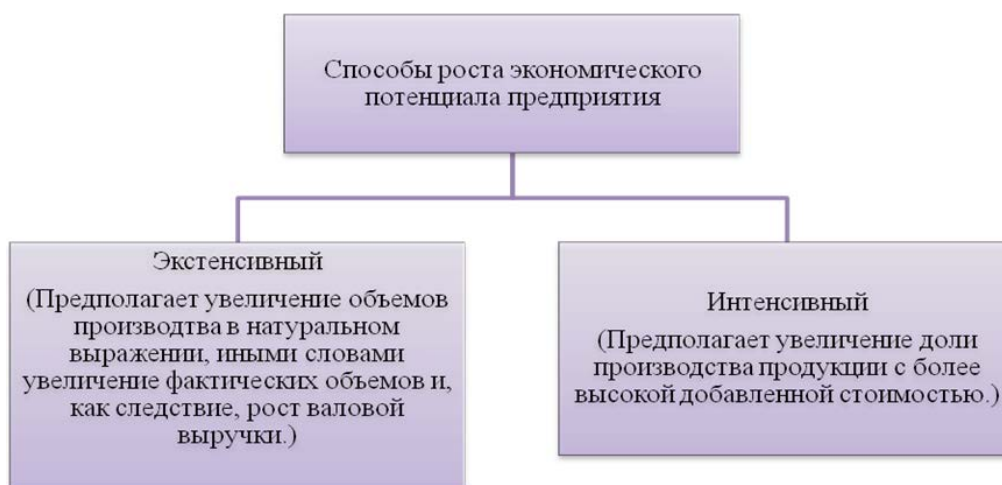 Способы роста экономического
потенциала предприятия
Экстенсивный
(Предполагает увеличение объемов
производтва в натуральном
выражении, иными словами
увеличение фактических объемов и,
как следствие, рост валовой
выручки.)
Интенсивный
(Предполагает увеличение доли
производства продукции с более
высокой добавленной стоимостью.)